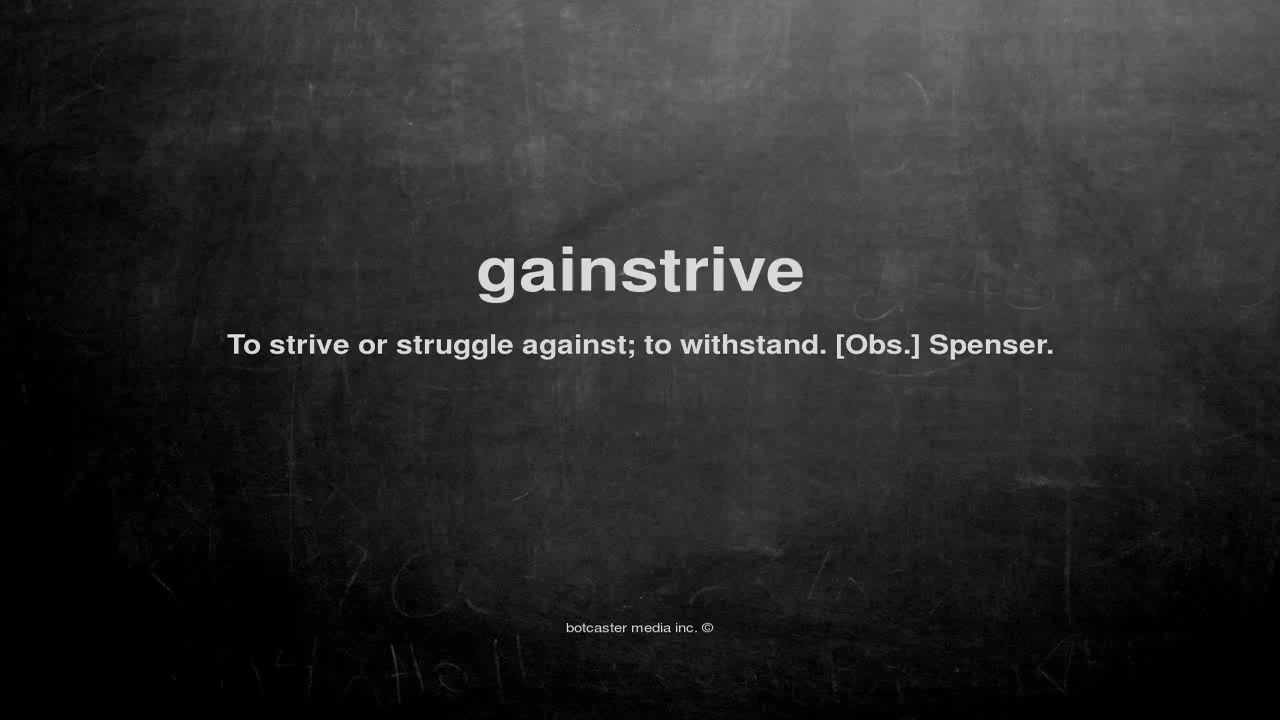 gainstrive
To strive or struggle against; to withstand. [Obs.] Spenser.
botcaster media inc. ©